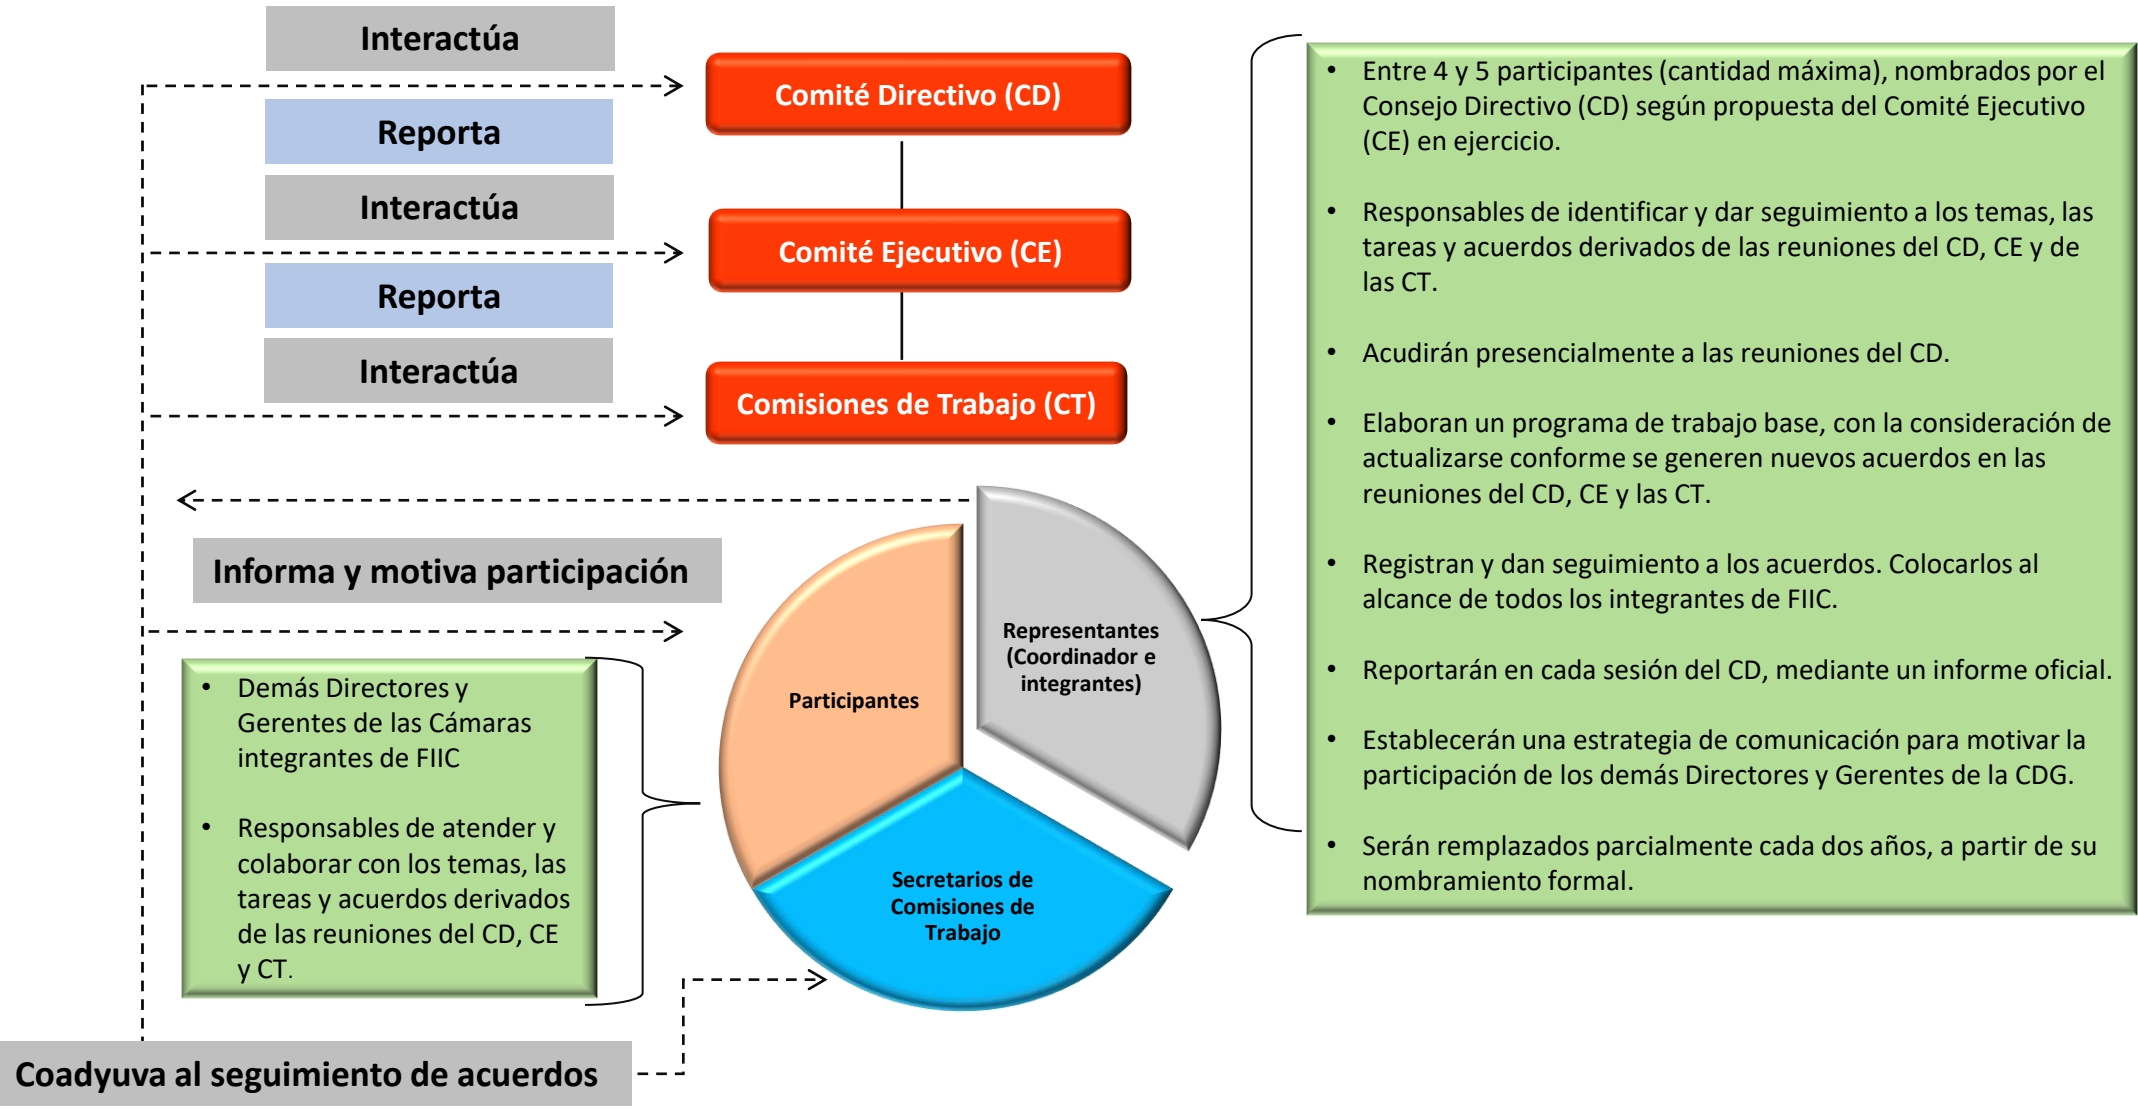 Interactúa
Comité Directivo (CD)
Reporta
Interactúa
Comité Ejecutivo (CE)
Reporta
Interactúa
Comisiones de Trabajo (CT)
Informa y motiva participación
• Demás Directores y
Gerentes de las Cámaras
integrantes de FIIC
• Responsables de atender y
colaborar con los temas, las
tareas y acuerdos derivados
de las reuniones del CD, CE
y CT.
Participantes
Representantes
(Coordinador e
integrantes)
Secretarios de
Comisiones de
Trabajo
Coadyuva al seguimiento de acuerdos
• Entre 4 y 5 participantes (cantidad máxima), nombrados por el
Consejo Directivo (CD) según propuesta del Comité Ejecutivo
(CE) en ejercicio.
• Responsables de identificar y dar seguimiento a los temas, las
tareas y acuerdos derivados de las reuniones del CD, CE y de
las CT.
• Acudirán presencialmente a las reuniones del CD.
• Elaboran un programa de trabajo base, con la consideración de
actualizarse conforme se generen nuevos acuerdos en las
reuniones del CD, CE y las CT.
• Registran y dan seguimiento a los acuerdos. Colocarlos al
alcance de todos los integrantes de FIIC.
• Reportarán en cada sesión del CD, mediante un informe oficial.
• Establecerán una estrategia de comunicación para motivar la
participación de los demás Directores y Gerentes de la CDG.
• Serán remplazados parcialmente cada dos años, a partir de su
nombramiento formal.